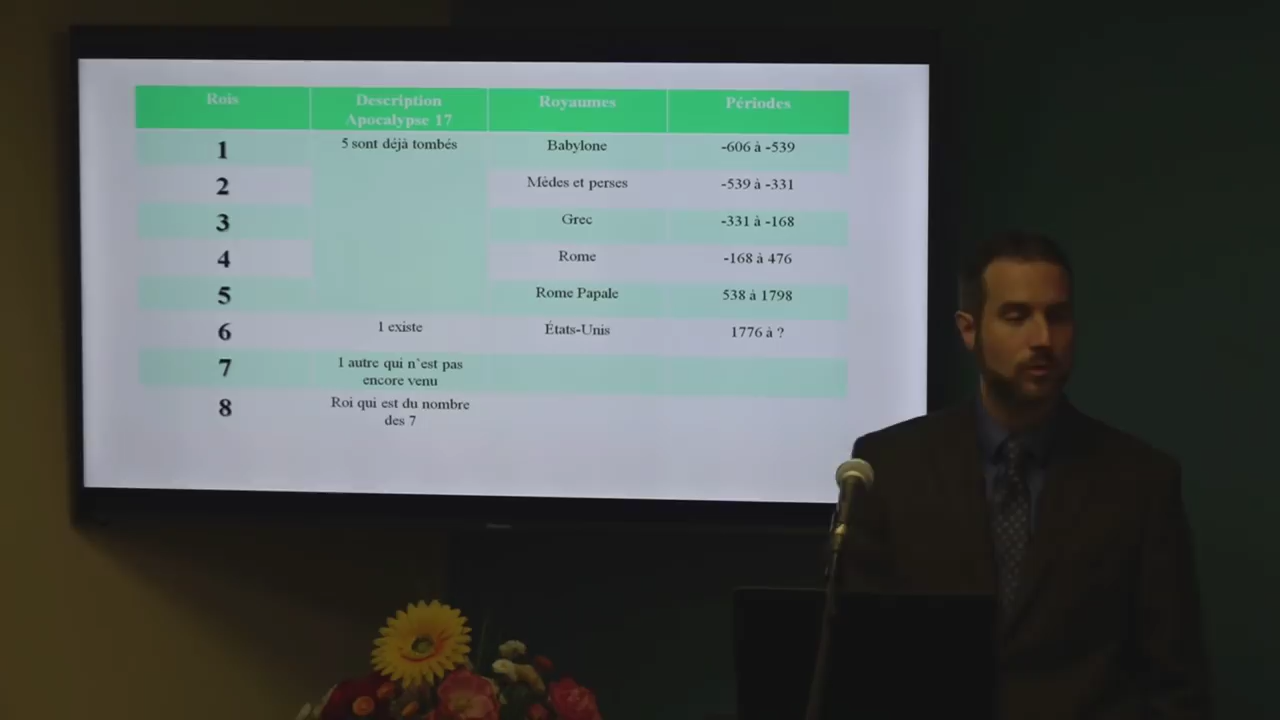 Rois Description Royaumes Périodes
Apocalypse 17
1 5 sont déjà tombés Babylone -606 à -539
2 Mèdes et perses -539 à -331
3 Grec -331 à -168
4 Rome -168 à 476
5 Rome Papale 538 à 1798
6 1 existe États-Unis 1776 à ?
7 1 autre qui n`est pas
encore venu
8 Roi qui est du nombre
des 7